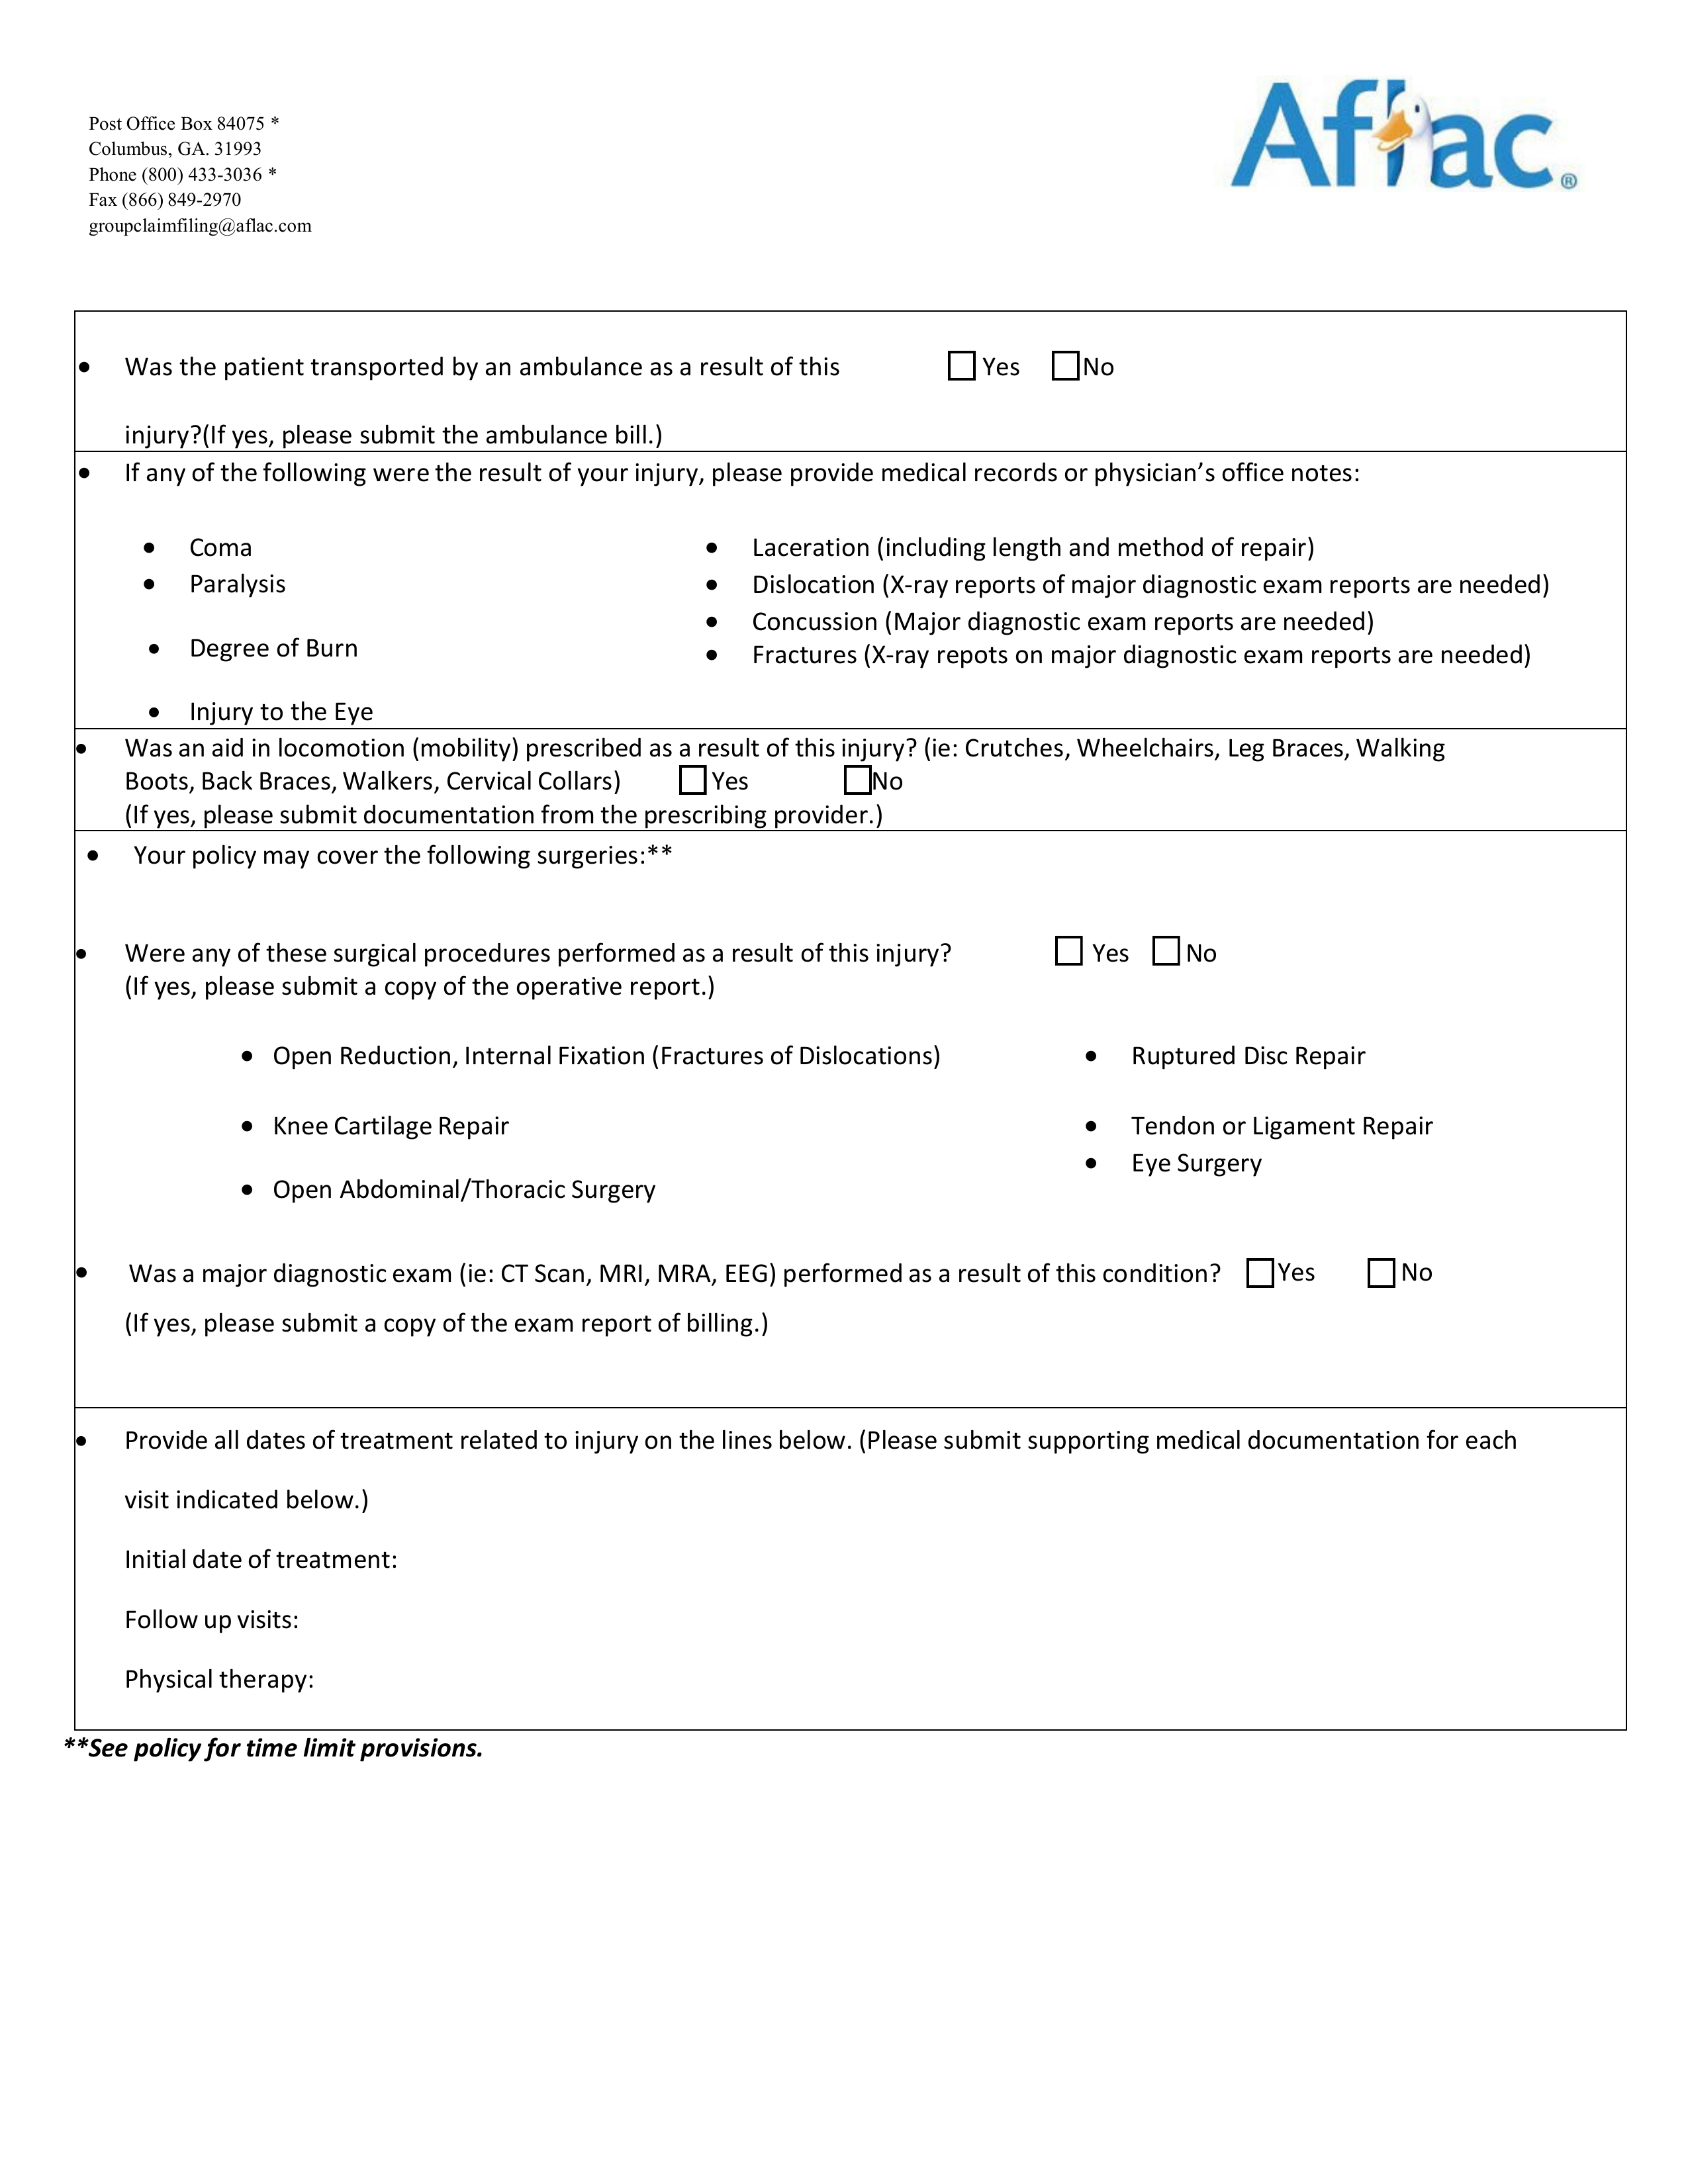 Post Office Box 84075 *
Columbus, GA. 31993
Phone (800) 433-3036 *
Fax (866) 849-2970
groupclaimfiling@aflac.com
Aflac®
• Was the patient transported by an ambulance as a result of this Yes No
injury?(If yes, please submit the ambulance bill.)
• If any of the following were the result of your injury, please provide medical records or physician’s office notes:
• Coma
• Paralysis
• Degree of Burn
• Injury to the Eye
• Laceration (including length and method of repair)
• Dislocation (X-ray reports of major diagnostic exam reports are needed)
• Concussion (Major diagnostic exam reports are needed)
• Fractures (X-ray repots on major diagnostic exam reports are needed)
• Was an aid in locomotion (mobility) prescribed as a result of this injury? (ie: Crutches, Wheelchairs, Leg Braces, Walking
Boots, Back Braces, Walkers, Cervical Collars) Yes No
(If yes, please submit documentation from the prescribing provider.)
• Your policy may cover the following surgeries:**
• Were any of these surgical procedures performed as a result of this injury? Yes No
(If yes, please submit a copy of the operative report.)
• Open Reduction, Internal Fixation (Fractures of Dislocations)
• Knee Cartilage Repair
• Open Abdominal/Thoracic Surgery
• Ruptured Disc Repair
• Tendon or Ligament Repair
• Eye Surgery
• Was a major diagnostic exam (ie: CT Scan, MRI, MRA, EEG) performed as a result of this condition? Yes No
(If yes, please submit a copy of the exam report of billing.)
• Provide all dates of treatment related to injury on the lines below. (Please submit supporting medical documentation for each
visit indicated below.)
Initial date of treatment:
Follow up visits:
Physical therapy:
**See policy for time limit provisions.